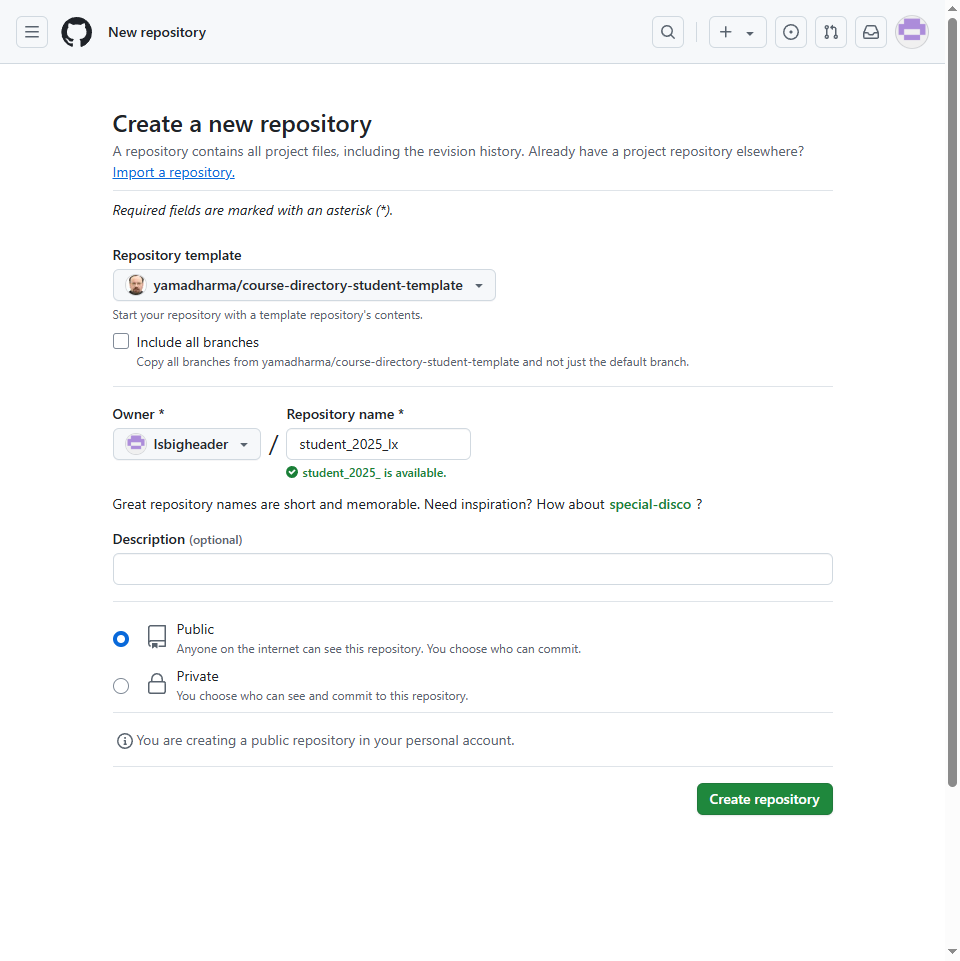 New repository
Create a new repository
A repository contains all project files, including the revision history. Already have a project repository elsewhere?
Import a repository.
Required fields are marked with an asterisk (*).
Repository template
yamadharma/course-directory-student-template
Start your repository with a template repository's contents.
Include all branches
Copy all branches from yamadharma/course-directory-student-template and not just the default branch.
Owner * Repository name *
lsbigheader / student_2025_lx
student_2025_ is available.
Great repository names are short and memorable. Need inspiration? How about special-disco ?
Description (optional)
Public
Anyone on the internet can see this repository. You choose who can commit.
Private
You choose who can see and commit to this repository.
You are creating a public repository in your personal account.
Create repository